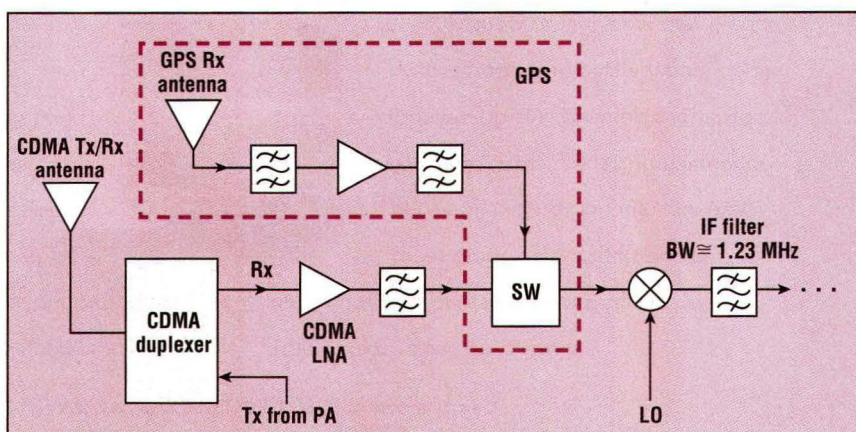 GPS Rx
antenna
GPS
CDMA Tx/Rx
antenna
IF filter
BW ≅ 1.23 MHz
Rx
SW
CDMA
duplexer
CDMA
LNA
Tx from PA
LO